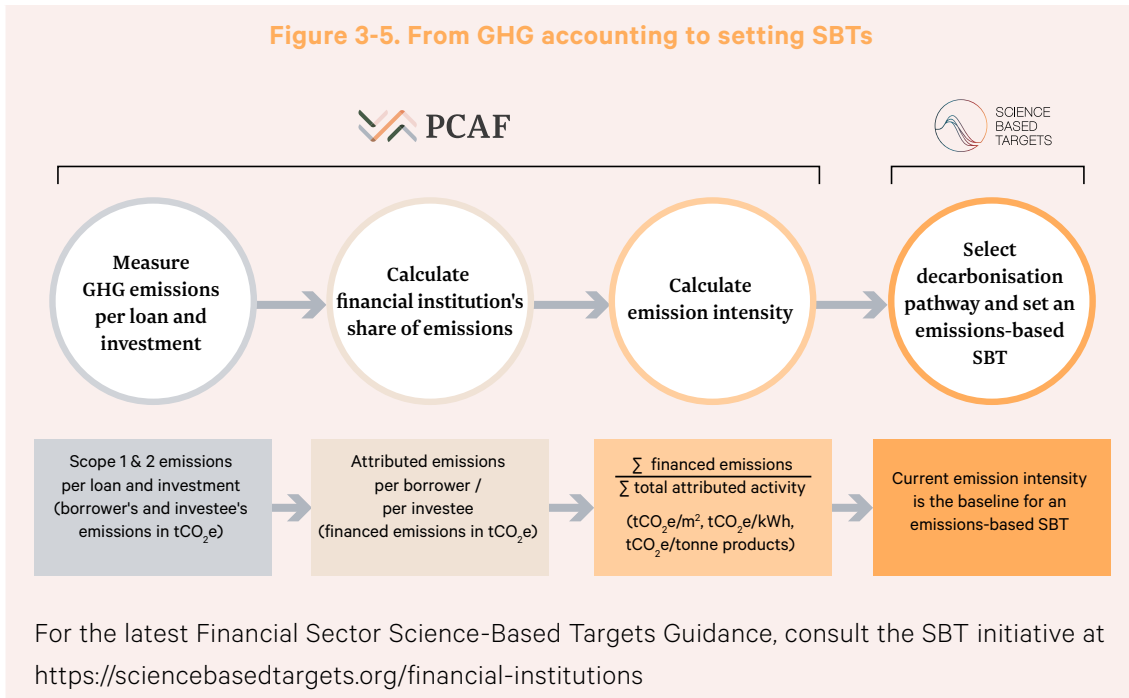 Figure 3-5. From GHG accounting to setting SBTs
PCAF
SCIENCE
BASED
TARGETS
Measure
GHG emissions
per loan and
investment
Calculate
financial institution's
share of emissions
Calculate
emission intensity
Select
decarbonisation
pathway and set an
emissions-based
SBT
Scope 1 & 2 emissions
per loan and investment
(borrower's and investee's
emissions in tCO₂e)
Attributed emissions
per borrower /
per investee
(financed emissions in tCO₂e)
∑ financed emissions
∑ total attributed activity
(tCO₂e/m², tCO₂e/kWh,
tCO₂e/tonne products)
Current emission intensity
is the baseline for an
emissions-based SBT
For the latest Financial Sector Science-Based Targets Guidance, consult the SBT initiative at
https://sciencebasedtargets.org/financial-institutions